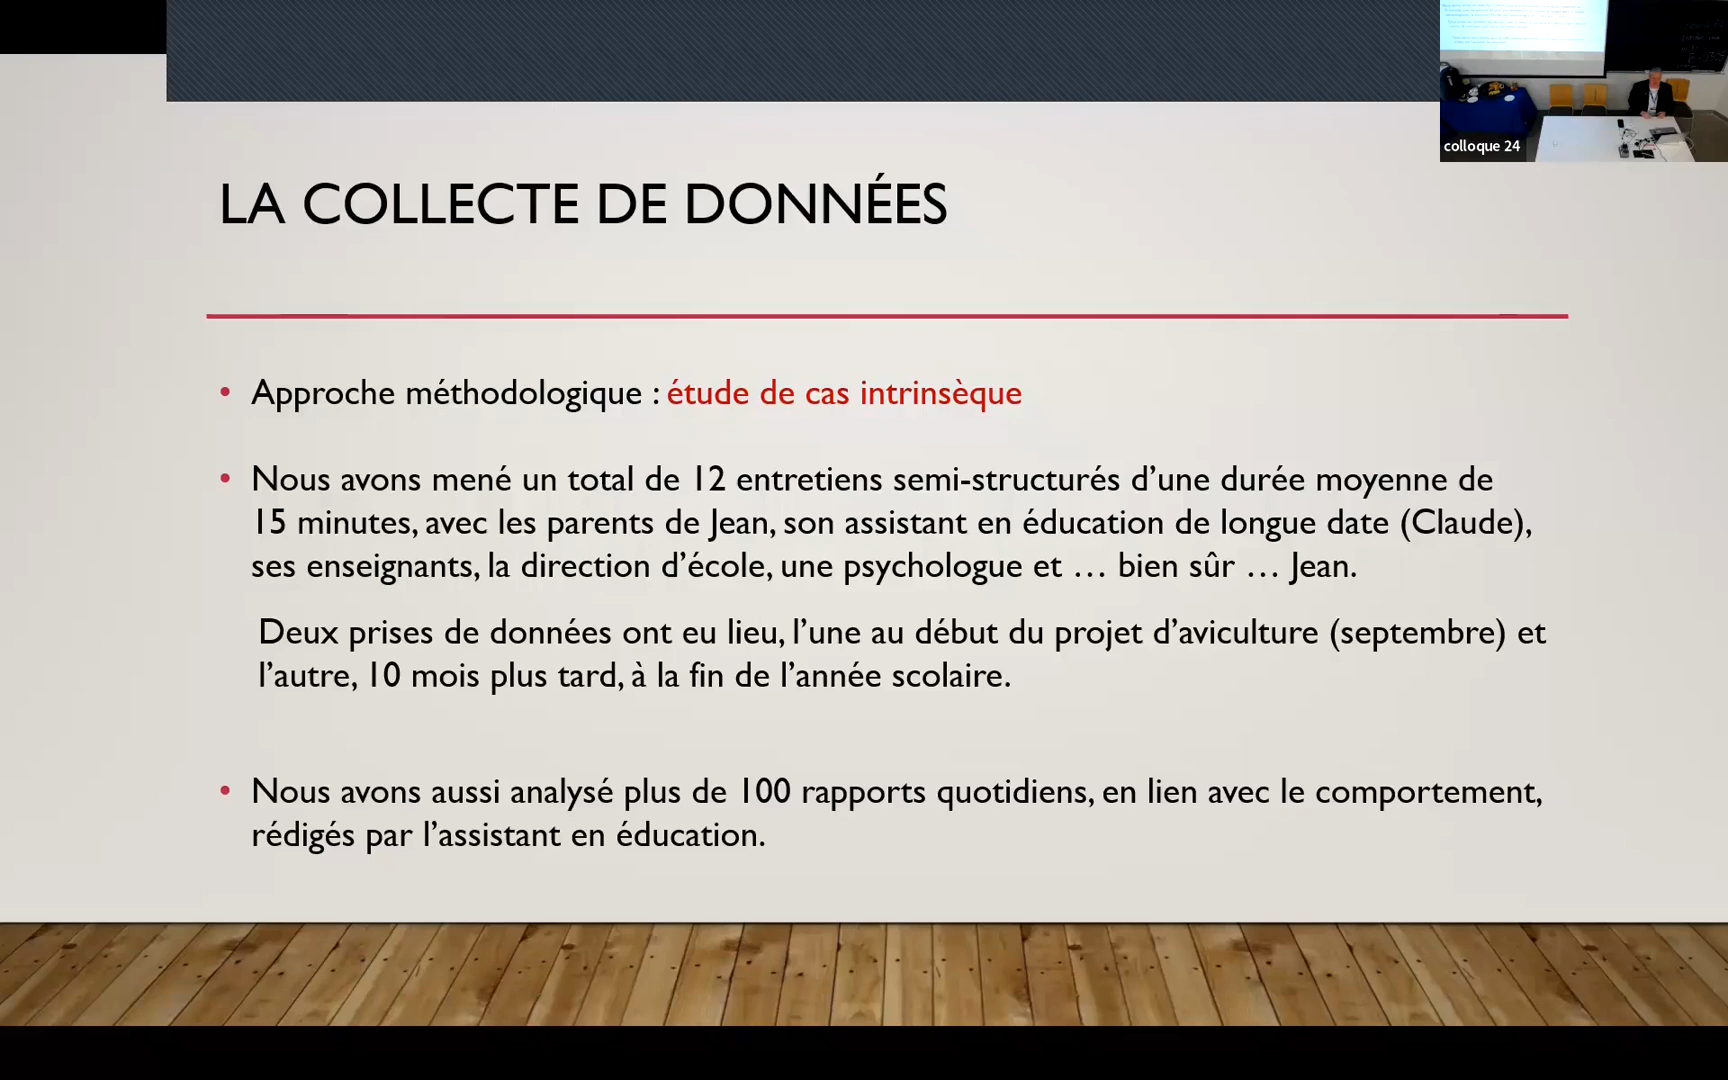 colloque 24
LA COLLECTE DE DONNÉES
• Approche méthodologique : étude de cas intrinsèque
• Nous avons mené un total de 12 entretiens semi-structurés d’une durée moyenne de
15 minutes, avec les parents de Jean, son assistant en éducation de longue date (Claude),
ses enseignants, la direction d’école, une psychologue et … bien sûr … Jean.
Deux prises de données ont eu lieu, l’une au début du projet d’aviculture (septembre) et
l’autre, 10 mois plus tard, à la fin de l’année scolaire.
• Nous avons aussi analysé plus de 100 rapports quotidiens, en lien avec le comportement,
rédigés par l’assistant en éducation.